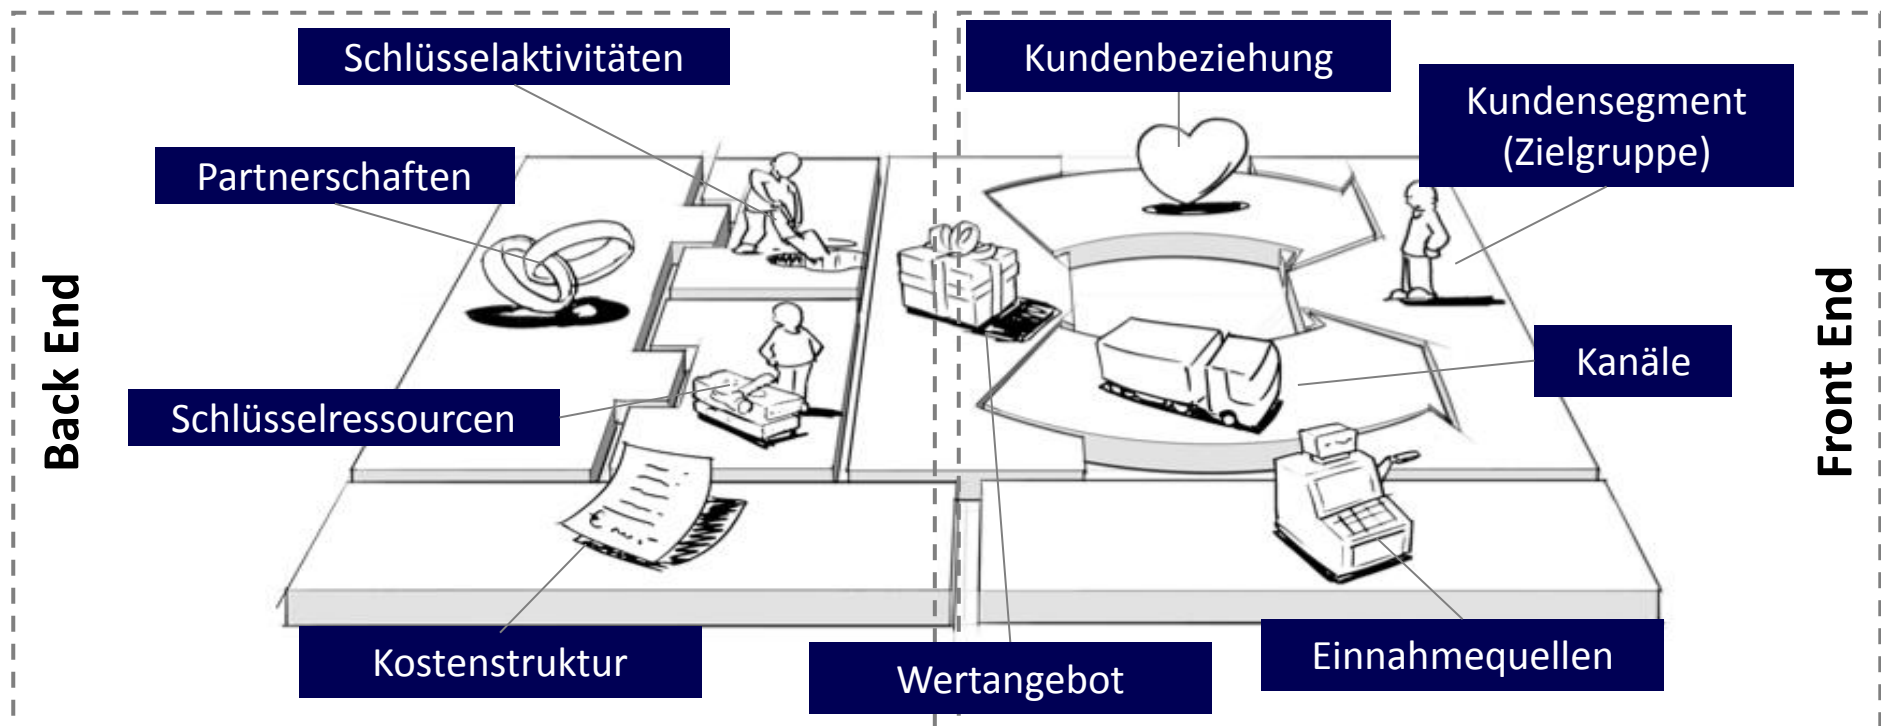 Schlüsselaktivitäten
Kundenbeziehung
Kundensegment
(Zielgruppe)
Partnerschaften
Back End
Front End
Kanäle
Schlüsselressourcen
Kostenstruktur
Wertangebot
Einnahmequellen